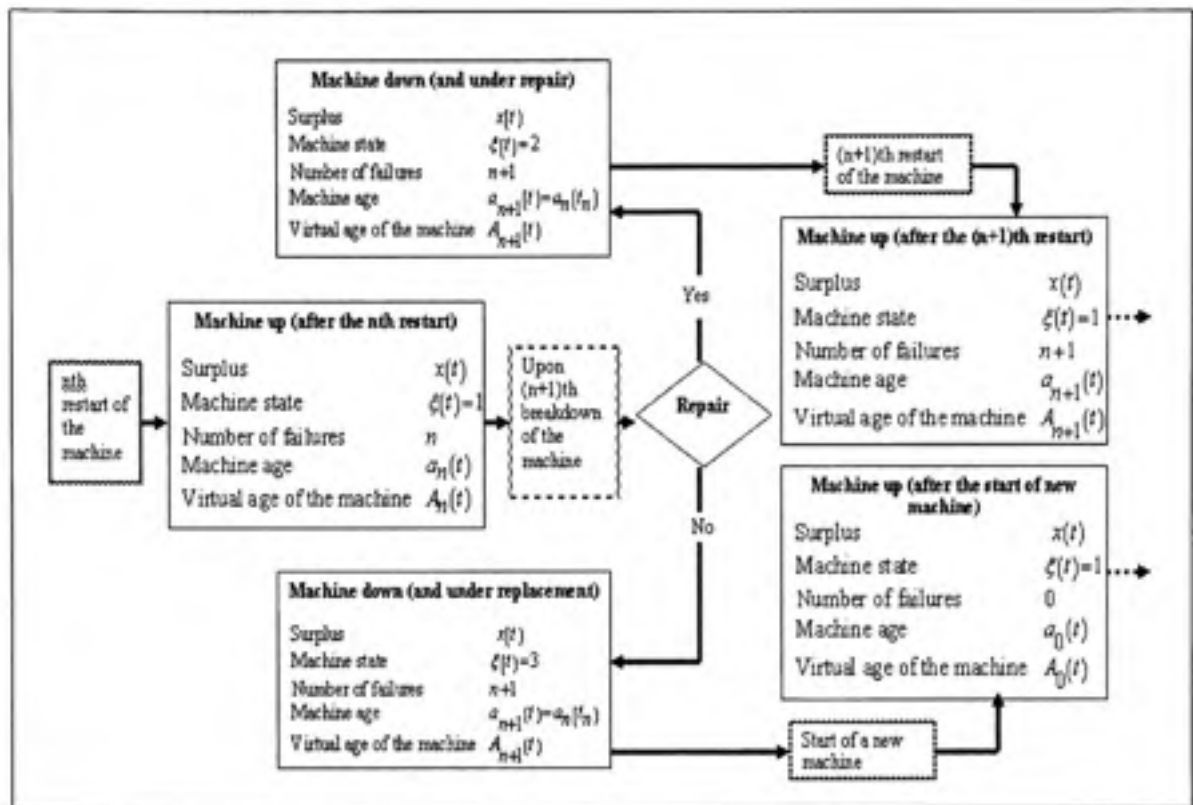 Machine down (and under repair)
Surplus x(t)
Machine state ξ(t)=2
Number of failures n+1
Machine age a_{n+1}(t)=a_n(t_n)
Virtual age of the machine A_{n+1}(t)
(n+1)th restart
of the machine
Machine up (after the (n+1)th restart)
Surplus x(t)
Machine state ξ(t)=1
Number of failures n+1
Machine age a_{n+1}(t)
Virtual age of the machine A_{n+1}(t)
nth
restart of
the
machine
Machine up (after the nth restart)
Surplus x(t)
Machine state ξ(t)=1
Number of failures n
Machine age a_n(t)
Virtual age of the machine A_n(t)
Upon
(n+1)th
breakdown
of the
machine
Yes
Repair
No
Machine up (after the start of new
machine)
Surplus x(t)
Machine state ξ(t)=1
Number of failures 0
Machine age a_0(t)
Virtual age of the machine A_0(t)
Machine down (and under replacement)
Surplus x(t)
Machine state ξ(t)=3
Number of failures n+1
Machine age a_{n+1}(t)=a_n(t_n)
Virtual age of the machine A_{n+1}(t)
Start of a new
machine